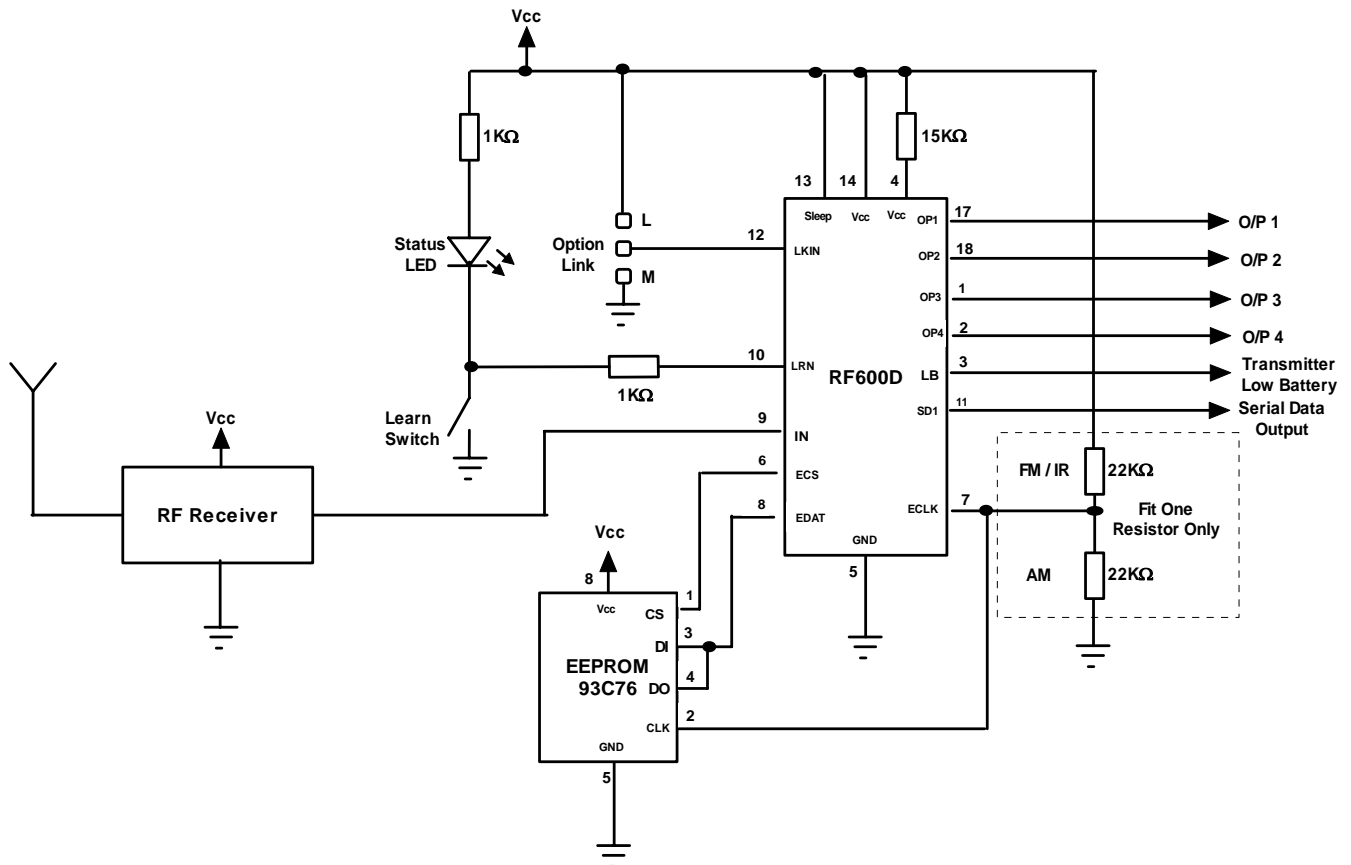 Vcc
1KΩ
15KΩ
13
14
4
Sleep
Vcc
Vcc
OP1
17
O/P 1
L
Option
Link
M
12
LKIN
OP2
18
O/P 2
Status
LED
OP3
1
O/P 3
OP4
2
O/P 4
10
LRN
RF600D
LB
3
Transmitter
Low Battery
1KΩ
SD1
11
Serial Data
Output
Learn
Switch
9
IN
Vcc
RF Receiver
6
ECS
8
EDAT
ECLK
7
FM / IR
22KΩ
Fit One
Resistor Only
AM
22KΩ
GND
5
Vcc
8
Vcc
1
CS
3
DI
EEPROM
93C76
4
DO
2
CLK
GND
5